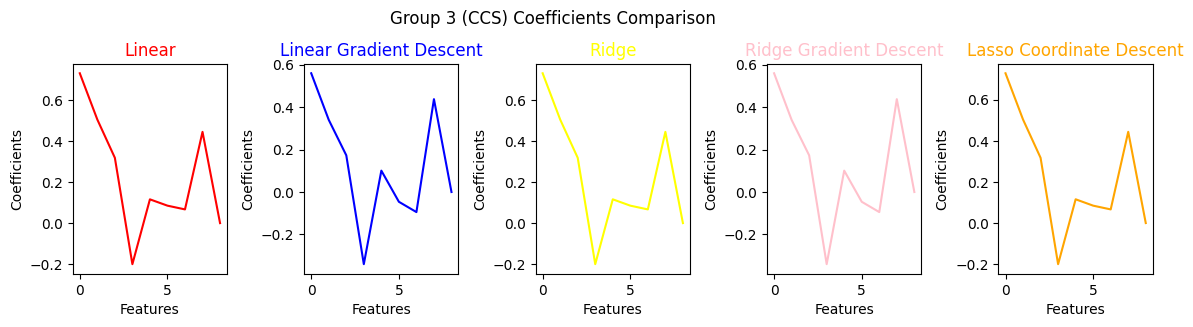 Group 3 (CCS) Coefficients Comparison
Linear
Coefficients
0.6
0.4
0.2
0.0
−0.2
0
5
Features
Linear Gradient Descent
Coefficients
0.6
0.4
0.2
0.0
−0.2
0
5
Features
Ridge
Coefficients
0.6
0.4
0.2
0.0
−0.2
0
5
Features
Ridge Gradient Descent
Coefficients
0.6
0.4
0.2
0.0
−0.2
0
5
Features
Lasso Coordinate Descent
Coefficients
0.6
0.4
0.2
0.0
−0.2
0
5
Features